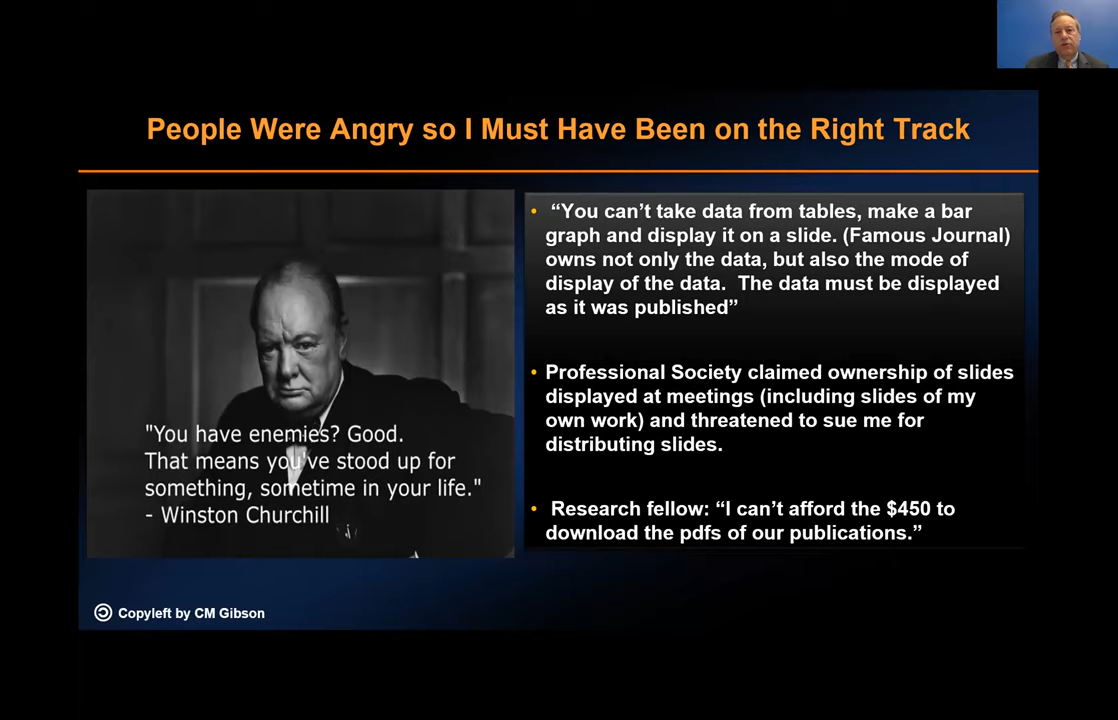 People Were Angry so I Must Have Been on the Right Track
"You have enemies? Good.
That means you've stood up for
something, sometime in your life."
- Winston Churchill
• “You can’t take data from tables, make a bar
graph and display it on a slide. (Famous Journal)
owns not only the data, but also the mode of
display of the data.  The data must be displayed
as it was published”
• Professional Society claimed ownership of slides
displayed at meetings (including slides of my
own work) and threatened to sue me for
distributing slides.
• Research fellow: “I can’t afford the $450 to
download the pdfs of our publications.”
Copyleft by CM Gibson